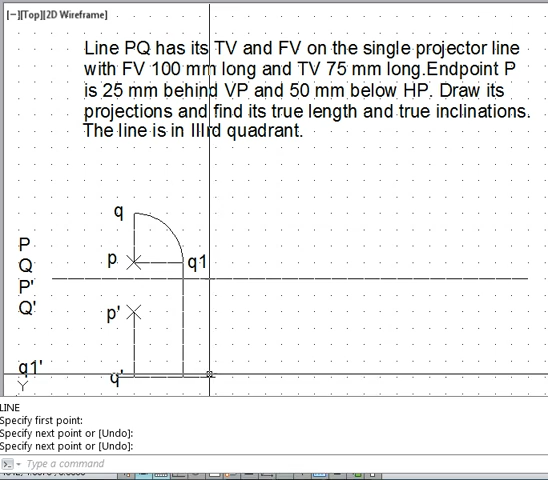 [−][Top][2D Wireframe]
Line PQ has its TV and FV on the single projector line
with FV 100 mm long and TV 75 mm long.Endpoint P
is 25 mm behind VP and 50 mm below HP. Draw its
projections and find its true length and true inclinations.
The line is in IIIrd quadrant.
q
P
p
q1
Q
P'
Q'
p'
q1'
q'
Y
LINE
Specify first point:
Specify next point or [Undo]:
Specify next point or [Undo]:
Type a command